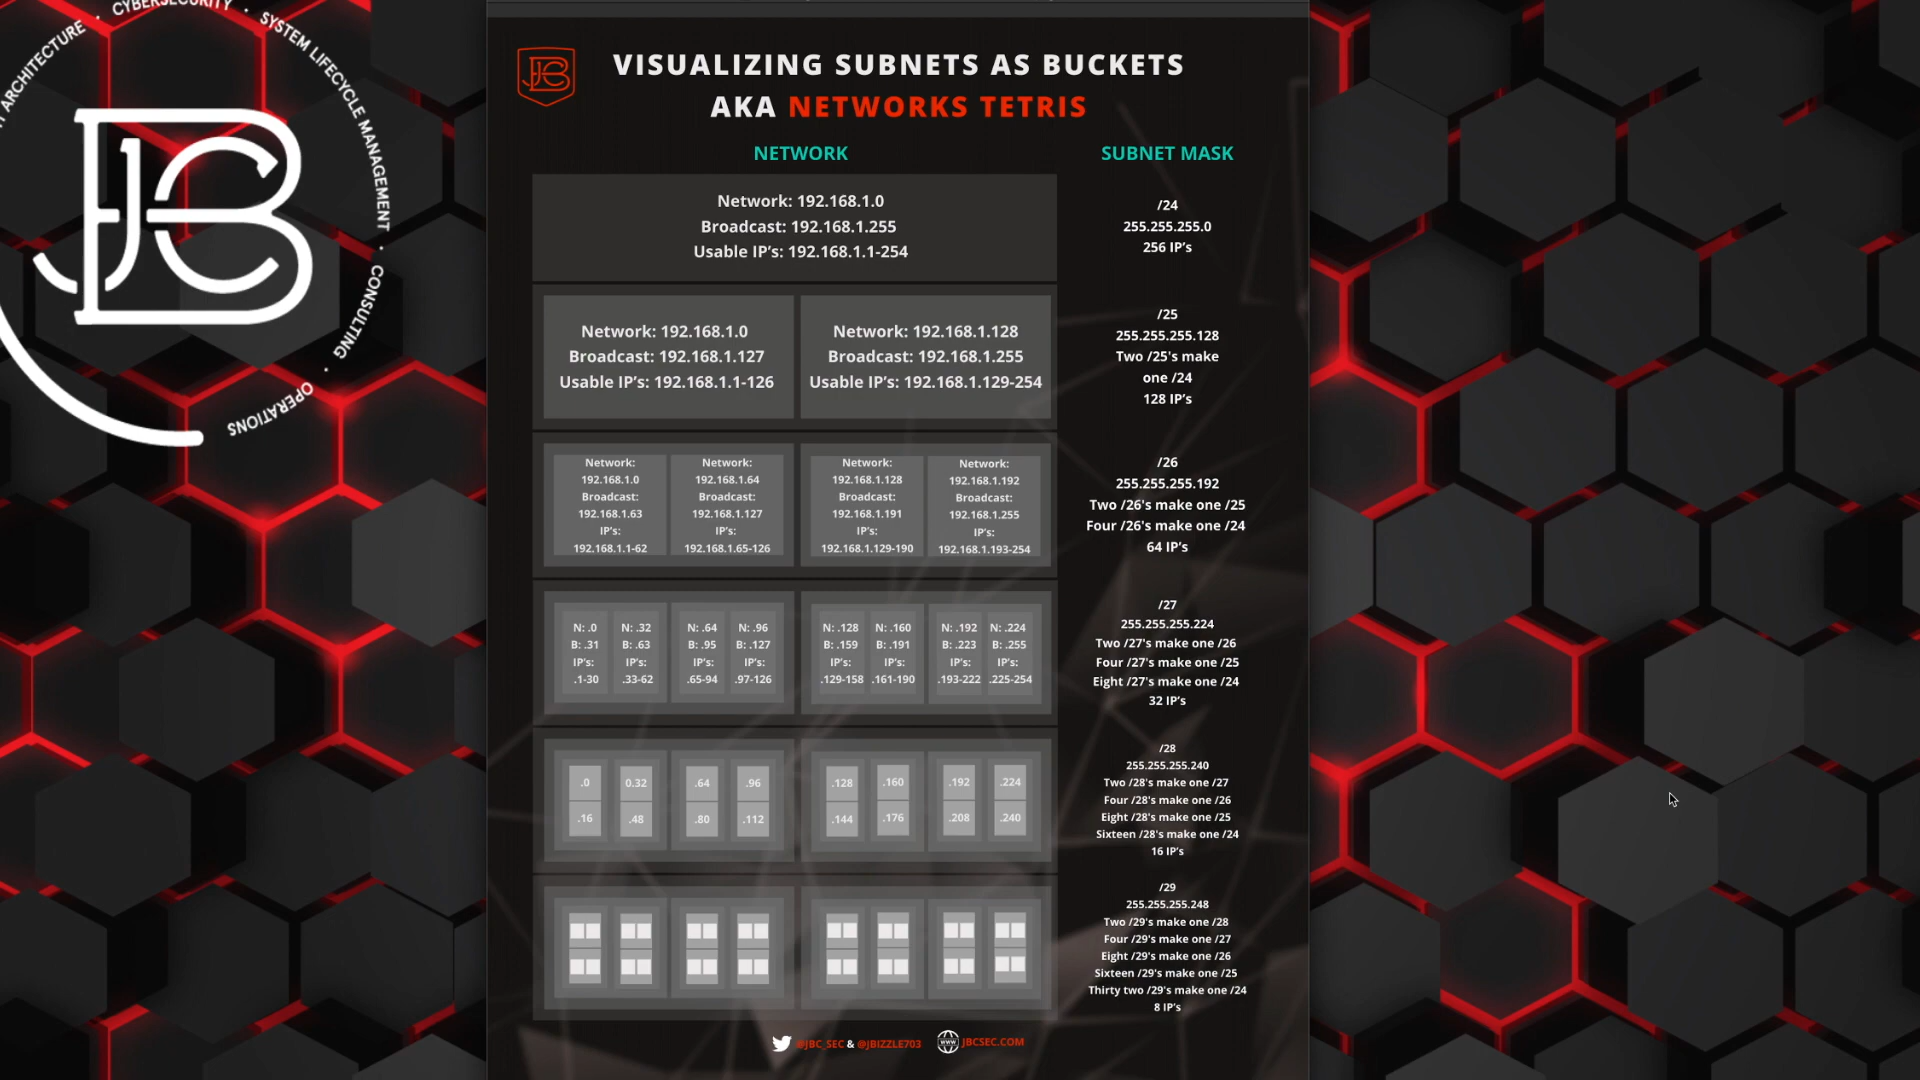 ARCHITECTURE · CYBERSECURITY · SYSTEM LIFECYCLE MANAGEMENT · CONSULTING · OPERATIONS
JBC
JBC
VISUALIZING SUBNETS AS BUCKETS
AKA NETWORKS TETRIS
NETWORK
SUBNET MASK
Network: 192.168.1.0
Broadcast: 192.168.1.255
Usable IP's: 192.168.1.1-254
/24
255.255.255.0
256 IP's
Network: 192.168.1.0
Broadcast: 192.168.1.127
Usable IP's: 192.168.1.1-126
Network: 192.168.1.128
Broadcast: 192.168.1.255
Usable IP's: 192.168.1.129-254
/25
255.255.255.128
Two /25's make
one /24
128 IP's
Network:
192.168.1.0
Broadcast:
192.168.1.63
IP's:
192.168.1.1-62
Network:
192.168.1.64
Broadcast:
192.168.1.127
IP's:
192.168.1.65-126
Network:
192.168.1.128
Broadcast:
192.168.1.191
IP's:
192.168.1.129-190
Network:
192.168.1.192
Broadcast:
192.168.1.255
IP's:
192.168.1.193-254
/26
255.255.255.192
Two /26's make one /25
Four /26's make one /24
64 IP's
N: .0
B: .31
IP's:
.1-30
N: .32
B: .63
IP's:
.33-62
N: .64
B: .95
IP's:
.65-94
N: .96
B: .127
IP's:
.97-126
N: .128
B: .159
IP's:
.129-158
N: .160
B: .191
IP's:
.161-190
N: .192
B: .223
IP's:
.193-222
N: .224
B: .255
IP's:
.225-254
/27
255.255.255.224
Two /27's make one /26
Four /27's make one /25
Eight /27's make one /24
32 IP's
.0 0.32 .64 .96 .128 .160 .192 .224
.16 .48 .80 .112 .144 .176 .208 .240
/28
255.255.255.240
Two /28's make one /27
Four /28's make one /26
Eight /28's make one /25
Sixteen /28's make one /24
16 IP's
/29
255.255.255.248
Two /29's make one /28
Four /29's make one /27
Eight /29's make one /26
Sixteen /29's make one /25
Thirty two /29's make one /24
8 IP's
@JBC_SEC & @JBIZZLE703 WWW JBCSEC.COM